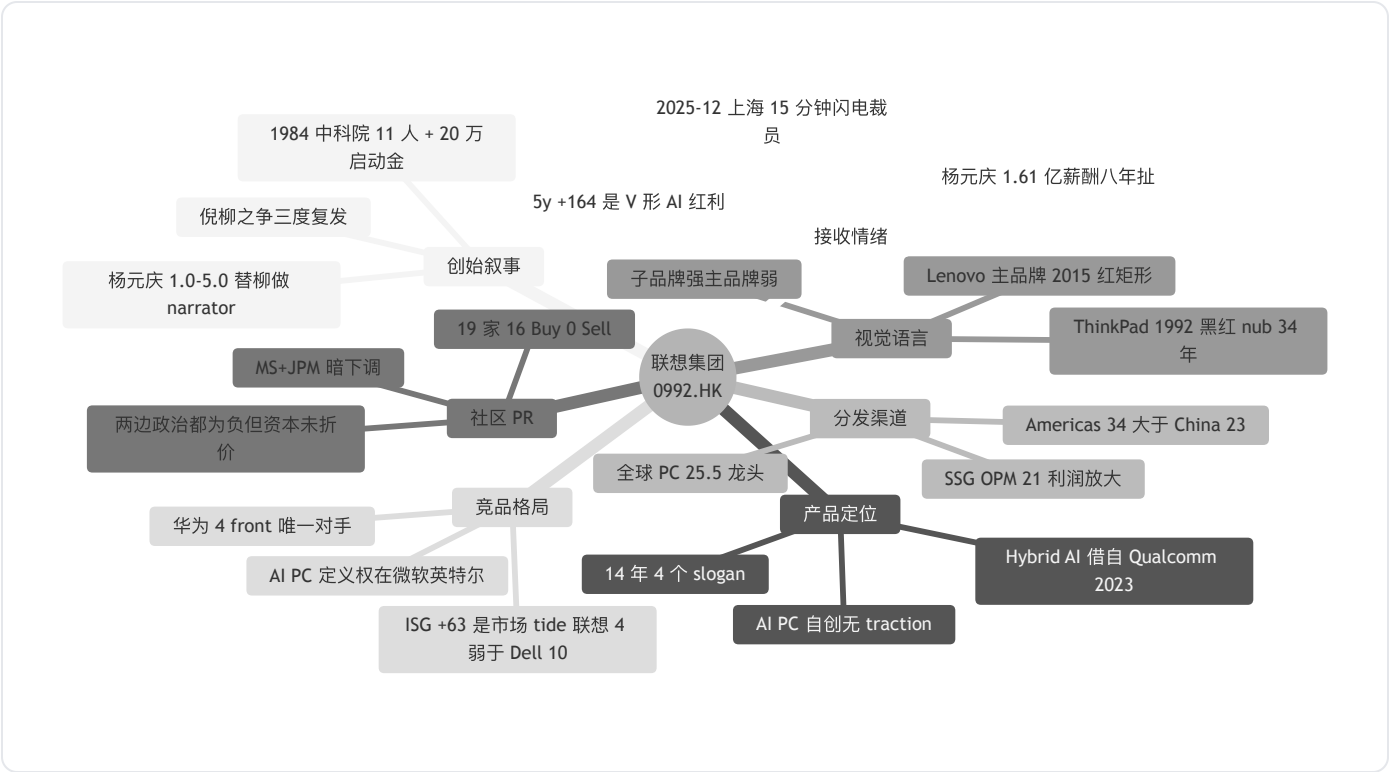 2025-12 上海 15 分钟闪电裁
员
1984 中科院 11 人 + 20 万
启动金
杨元庆 1.61 亿薪酬八年扯
5y +164 是 V 形 AI 红利
倪柳之争三度复发
接收情绪
创始叙事
杨元庆 1.0-5.0 替柳做
narrator
子品牌强主品牌弱
Lenovo 主品牌 2015 红矩形
19 家 16 Buy 0 Sell
视觉语言
ThinkPad 1992 黑红 nub 34
年
MS+JPM 暗下调
联想集团
0992.HK
两边政治都为负但资本未折
价
社区 PR
分发渠道
Americas 34 大于 China 23
全球 PC 25.5 龙头
SSG OPM 21 利润放大
竞品格局
产品定位
华为 4 front 唯一对手
AI PC 定义权在微软英特尔
14 年 4 个 slogan
Hybrid AI 借自 Qualcomm
2023
ISG +63 是市场 tide 联想 4
弱于 Dell 10
AI PC 自创无 traction